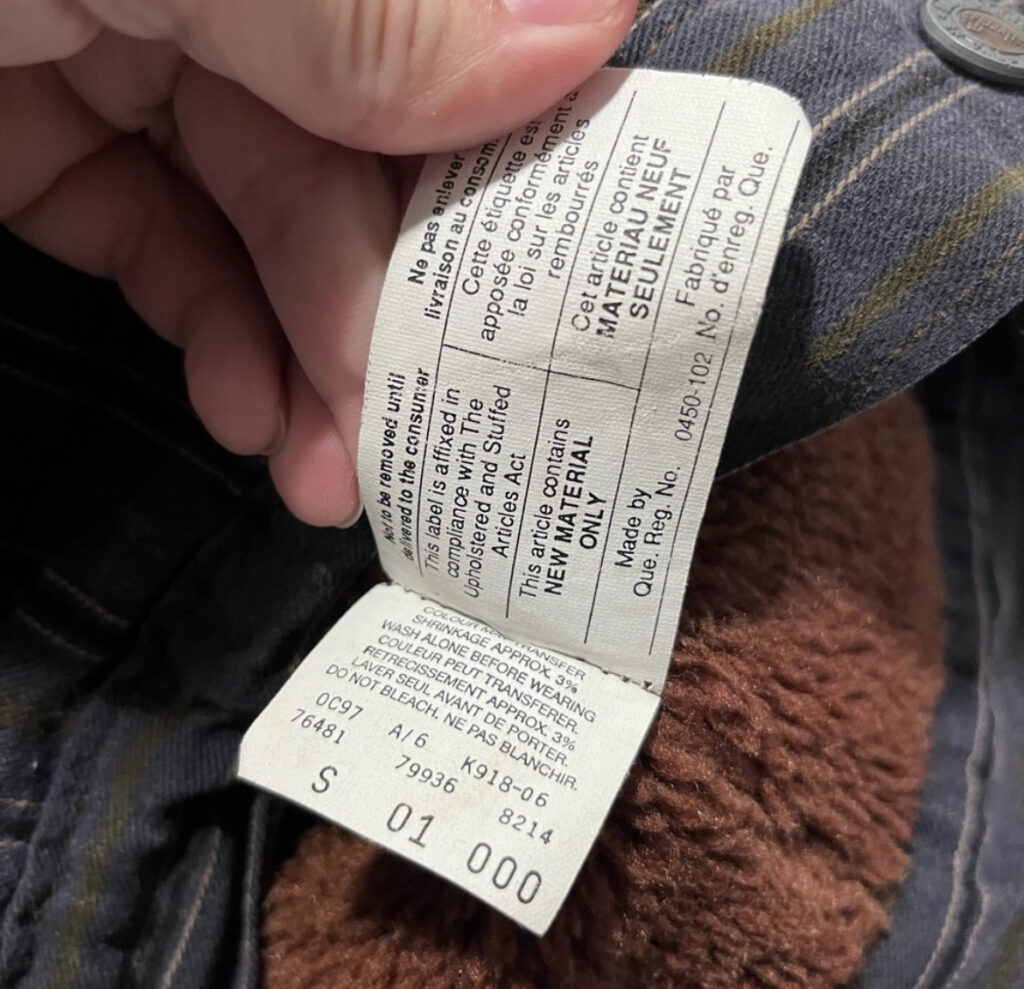 Not to be removed until
delivered to the consumer
This label is affixed in
compliance with The
Upholstered and Stuffed
Articles Act
This article contains
NEW MATERIAL
ONLY
Made by
Que. Reg. No. 0450-102 No. d'enreg. Que.
Ne pas enlever
livraison au consom
Cette étiquette est
apposée conformément à
la loi sur les articles
rembourrés
Cet article contient
MATERIAU NEUF
SEULEMENT
Fabriqué par
COLOUR MAY TRANSFER
SHRINKAGE APPROX. 3%
WASH ALONE BEFORE WEARING
COULEUR PEUT TRANSFERER.
RETRECISSEMENT APPROX. 3%
LAVER SEUL AVANT DE PORTER.
DO NOT BLEACH. NE PAS BLANCHIR.
0C97 A/6 K918-06
76481 79936 8214
S 01 000